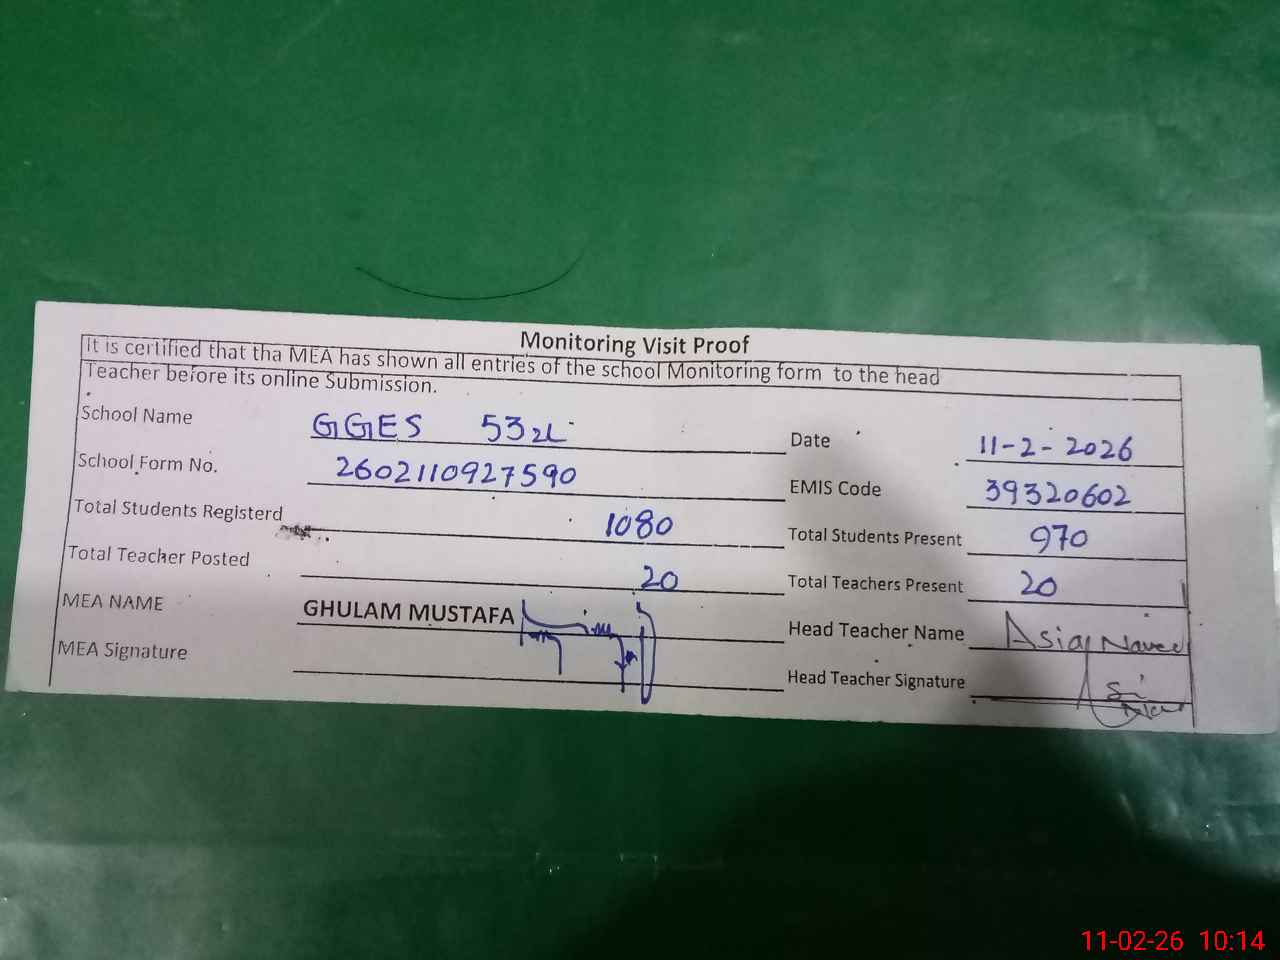 Monitoring Visit Proof
It is certified that tha MEA has shown all entries of the school Monitoring form to the head
Teacher before its online Submission.
School Name GGES 53 2L Date 11-2-2026
School Form No. 2602110927590 EMIS Code 39320602
Total Students Registerd 1080 Total Students Present 970
Total Teacher Posted 20 Total Teachers Present 20
MEA NAME GHULAM MUSTAFA Head Teacher Name Asia Naveed
MEA Signature Head Teacher Signature
11-02-26 10:14